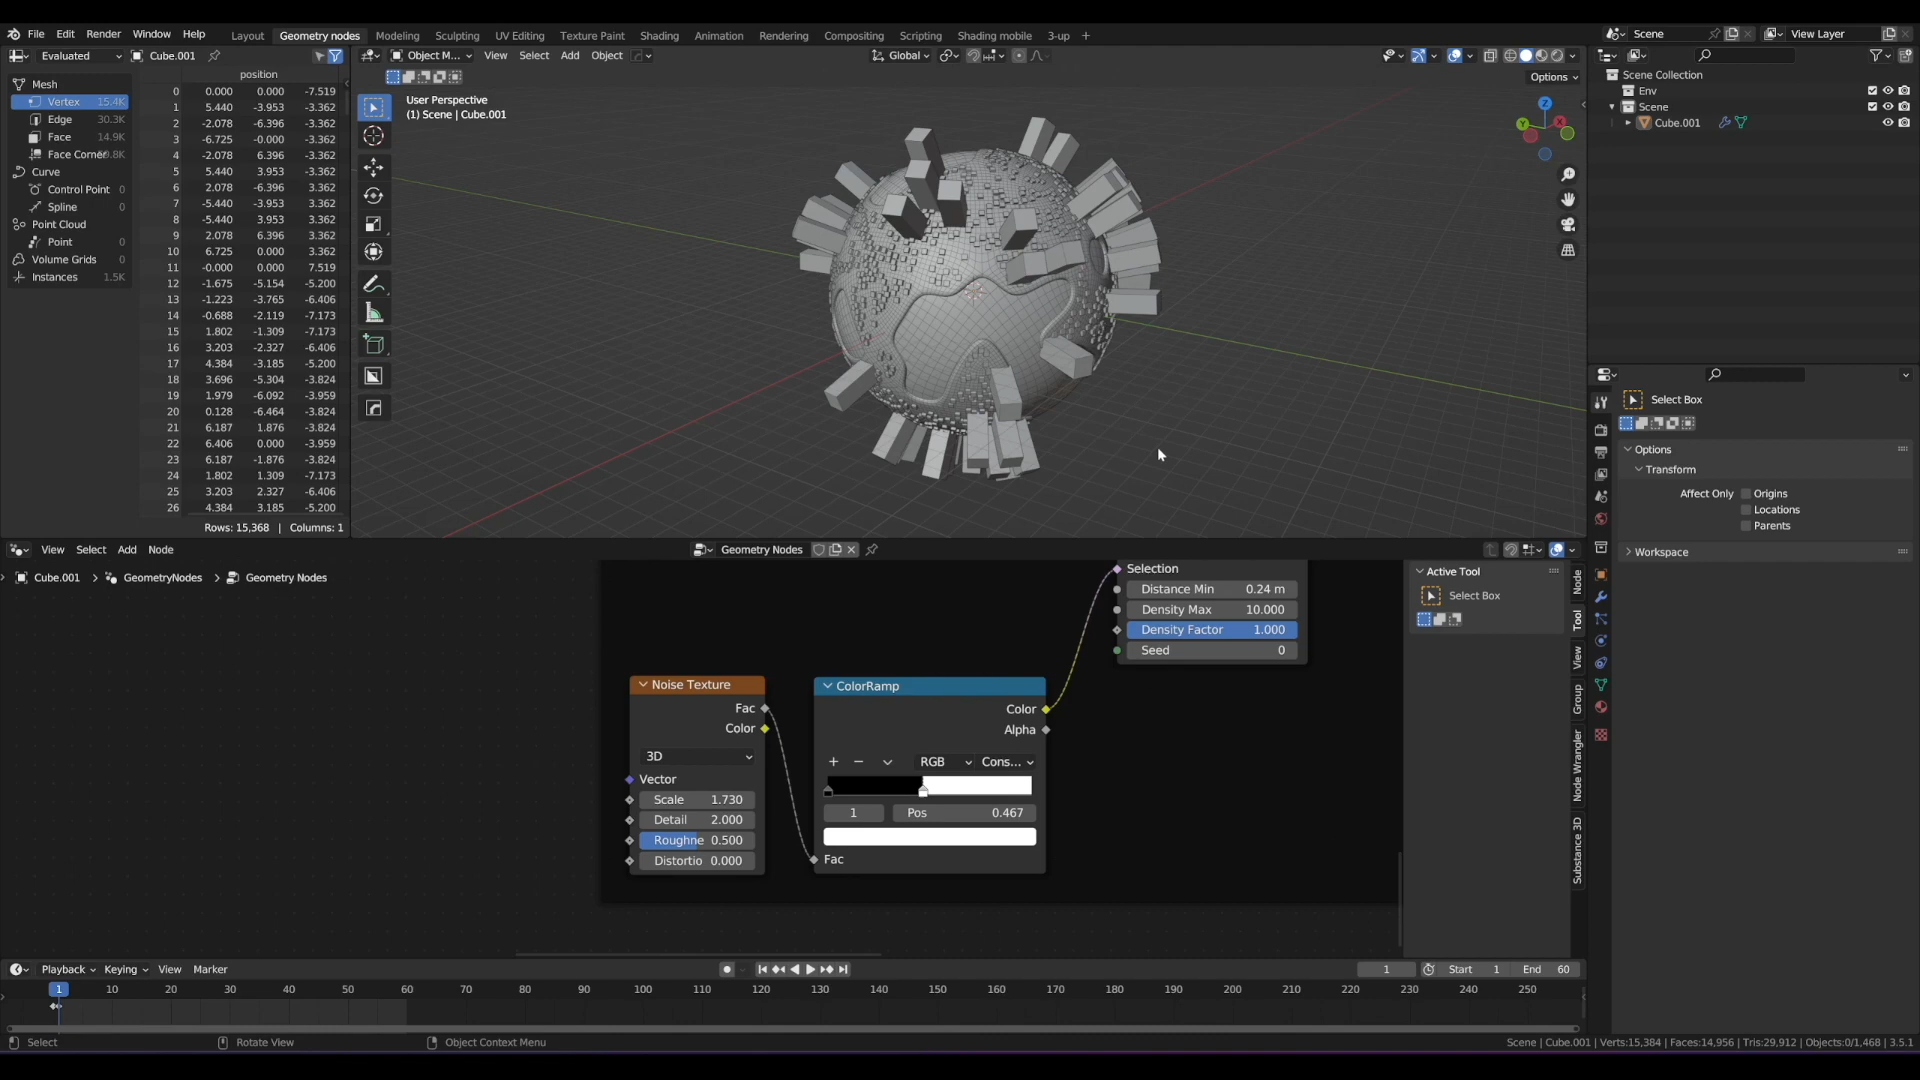 File Edit Render Window Help Layout Geometry nodes Modeling Sculpting UV Editing Texture Paint Shading Animation Rendering Compositing Scripting Shading mobile 3-up + Scene View Layer
Evaluated Cube.001 Object M... View Select Add Object Global
position
Options
Mesh
Vertex 15.4K
Edge 30.3K
Face 14.9K
Face Corner 59.8K
Curve
Control Point 0
Spline 0
Point Cloud
Point 0
Volume Grids 0
Instances 1.5K
0 0.000 0.000 -7.519
1 5.440 -3.953 -3.362
2 -2.078 -6.396 -3.362
3 -6.725 -0.000 -3.362
4 -2.078 6.396 -3.362
5 5.440 3.953 -3.362
6 2.078 -6.396 3.362
7 -5.440 -3.953 3.362
8 -5.440 3.953 3.362
9 2.078 6.396 3.362
10 6.725 0.000 3.362
11 -0.000 0.000 7.519
12 -1.675 -5.154 -5.200
13 -1.223 -3.765 -6.406
14 -0.688 -2.119 -7.173
15 1.802 -1.309 -7.173
16 3.203 -2.327 -6.406
17 4.384 -3.185 -5.200
18 3.696 -5.304 -3.824
19 1.979 -6.092 -3.959
20 0.128 -6.464 -3.824
21 6.187 1.876 -3.824
22 6.406 0.000 -3.959
23 6.187 -1.876 -3.824
24 1.802 1.309 -7.173
25 3.203 2.327 -6.406
26 4.384 3.185 -5.200
Rows: 15,368 | Columns: 1
User Perspective
(1) Scene | Cube.001
Z
Y
X
Scene Collection
Env
Scene
Cube.001
Select Box
Options
Transform
Affect Only Origins
Locations
Parents
Workspace
View Select Add Node Geometry Nodes
Cube.001 > GeometryNodes > Geometry Nodes
Selection
Distance Min 0.24 m
Density Max 10.000
Density Factor 1.000
Seed 0
Noise Texture
Fac
Color
3D
Vector
Scale 1.730
Detail 2.000
Roughne 0.500
Distortio 0.000
ColorRamp
Color
Alpha
+ − RGB Cons...
1 Pos 0.467
Fac
Active Tool
Select Box
Node
Tool
View
Group
Node Wrangler
Substance 3D
Playback Keying View Marker 1 Start 1 End 60
1 10 20 30 40 50 60 70 80 90 100 110 120 130 140 150 160 170 180 190 200 210 220 230 240 250
Select Rotate View Object Context Menu Scene | Cube.001 | Verts:15,384 | Faces:14,956 | Tris:29,912 | Objects:0/1,468 | 3.5.1